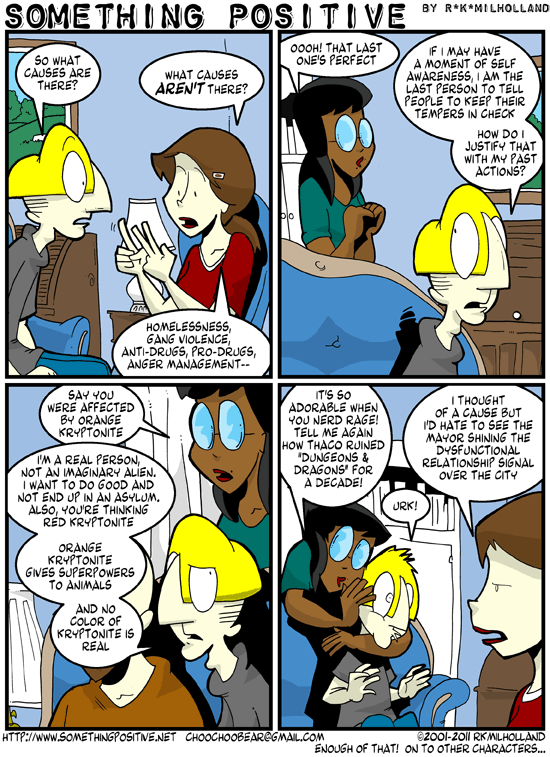 SOMETHING POSITIVE
BY R*K*MILHOLLAND
SO WHAT
CAUSES ARE
THERE?
WHAT CAUSES
AREN'T THERE?
HOMELESSNESS,
GANG VIOLENCE,
ANTI-DRUGS, PRO-DRUGS,
ANGER MANAGEMENT--
OOOH! THAT LAST
ONE'S PERFECT
IF I MAY HAVE
A MOMENT OF SELF
AWARENESS, I AM THE
LAST PERSON TO TELL
PEOPLE TO KEEP THEIR
TEMPERS IN CHECK
HOW DO I
JUSTIFY THAT
WITH MY PAST
ACTIONS?
SAY YOU
WERE AFFECTED
BY ORANGE
KRYPTONITE
I'M A REAL PERSON,
NOT AN IMAGINARY ALIEN.
I WANT TO DO GOOD AND
NOT END UP IN AN ASYLUM.
ALSO, YOU'RE THINKING
RED KRYPTONITE
ORANGE
KRYPTONITE
GIVES SUPERPOWERS
TO ANIMALS
AND NO
COLOR OF
KRYPTONITE IS
REAL
IT'S SO
ADORABLE WHEN
YOU NERD RAGE!
TELL ME AGAIN
HOW THAC0 RUINED
"DUNGEONS &
DRAGONS" FOR
A DECADE!
URK!
I THOUGHT
OF A CAUSE BUT
I'D HATE TO SEE THE
MAYOR SHINING THE
DYSFUNCTIONAL
RELATIONSHIP SIGNAL
OVER THE CITY
HTTP://WWW.SOMETHINGPOSITIVE.NET CHOOCHOOBEAR@GMAIL.COM
©2001-2011 RKMILHOLLAND
ENOUGH OF THAT! ON TO OTHER CHARACTERS...